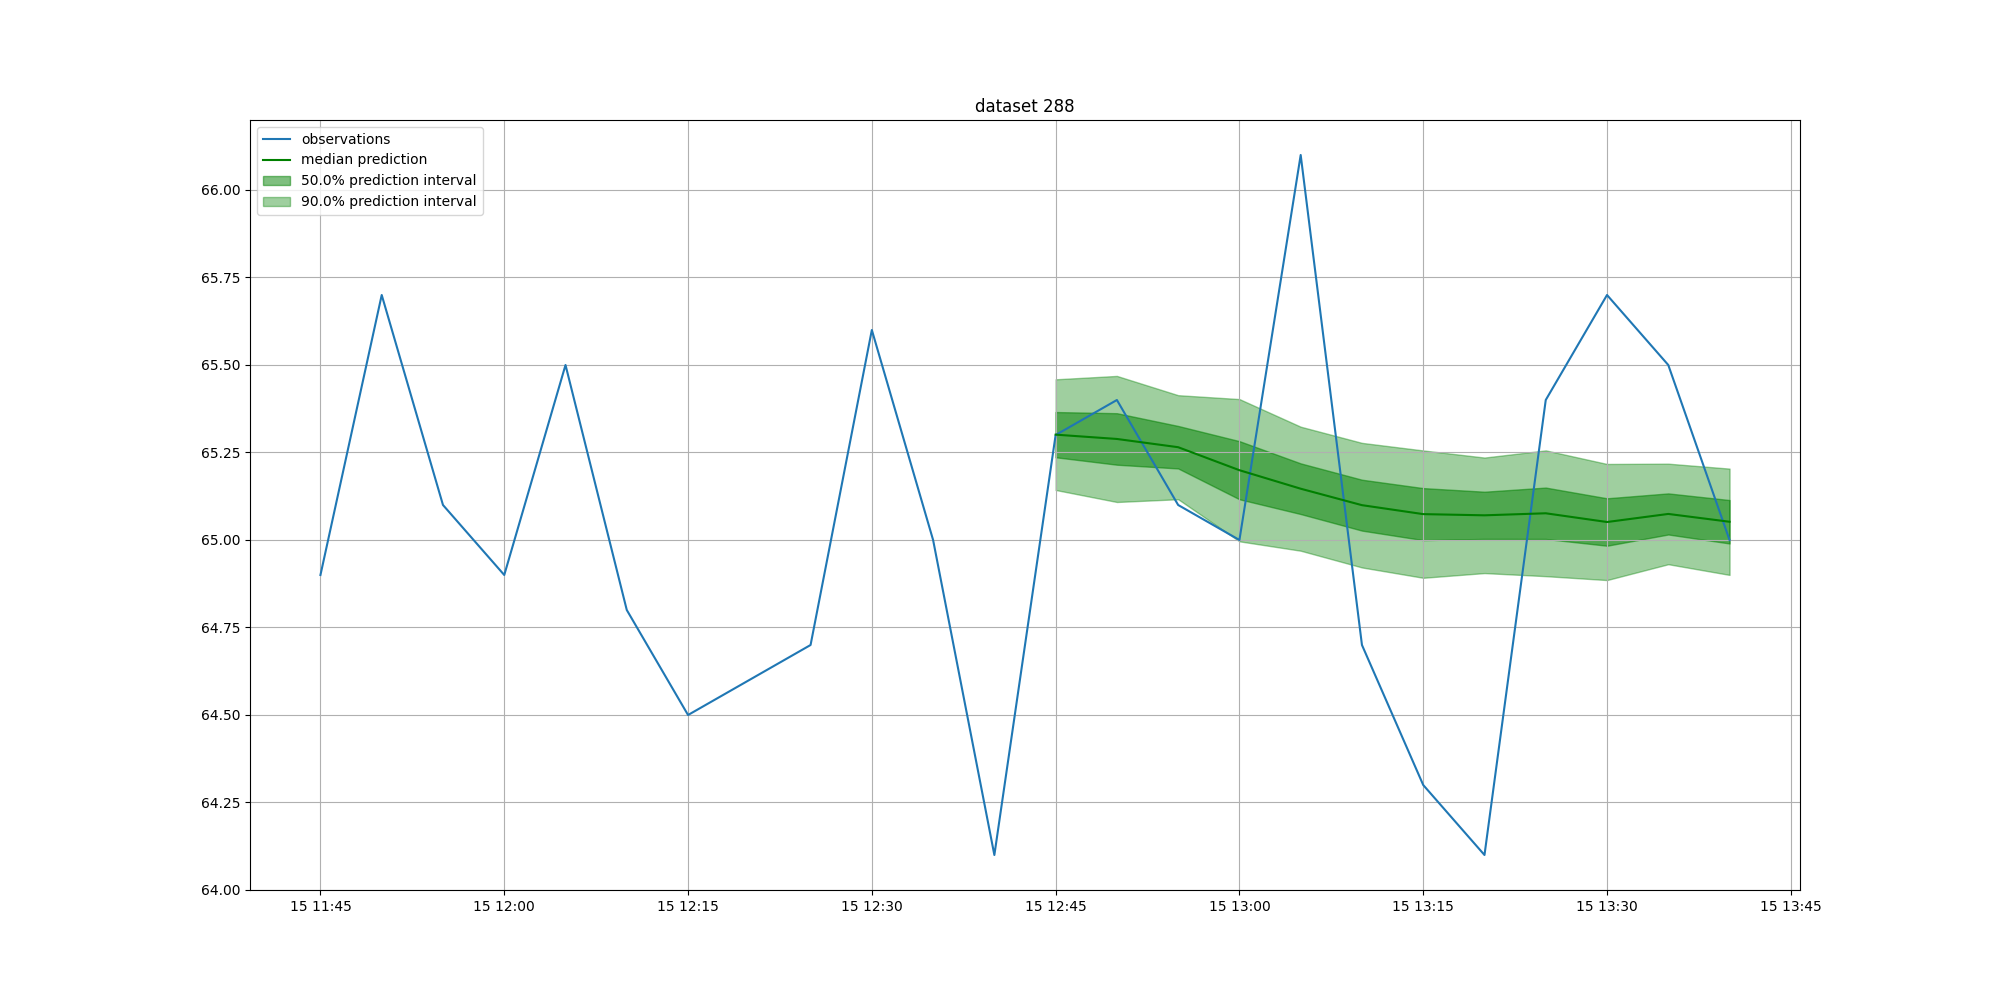 dataset 288
observations
median prediction
50.0% prediction interval
90.0% prediction interval
66.00
65.75
65.50
65.25
65.00
64.75
64.50
64.25
64.00
15 11:45 15 12:00 15 12:15 15 12:30 15 12:45 15 13:00 15 13:15 15 13:30 15 13:45